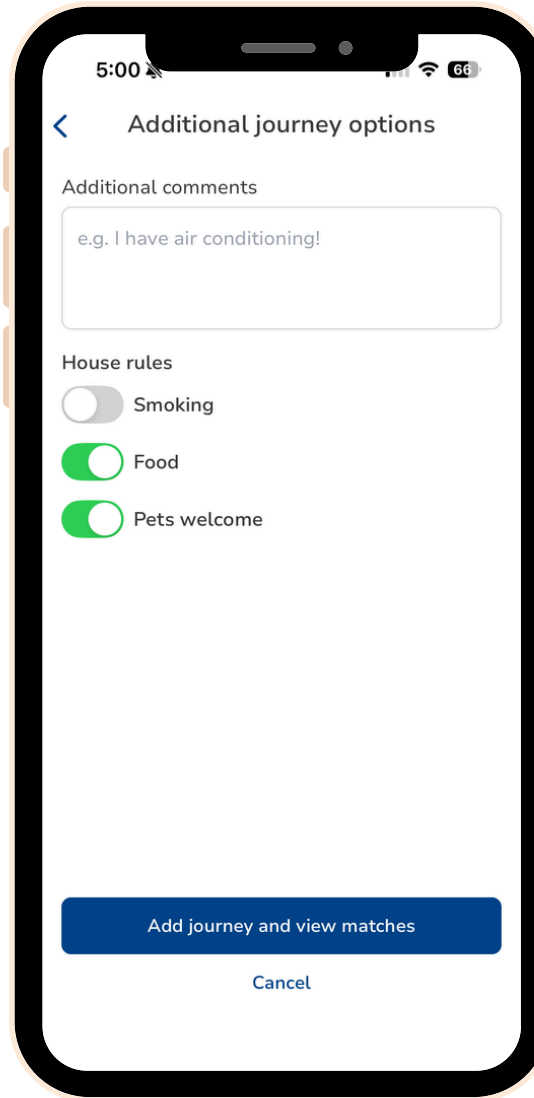 5:00
66
Additional journey options
Additional comments
e.g. I have air conditioning!
House rules
Smoking
Food
Pets welcome
Add journey and view matches
Cancel